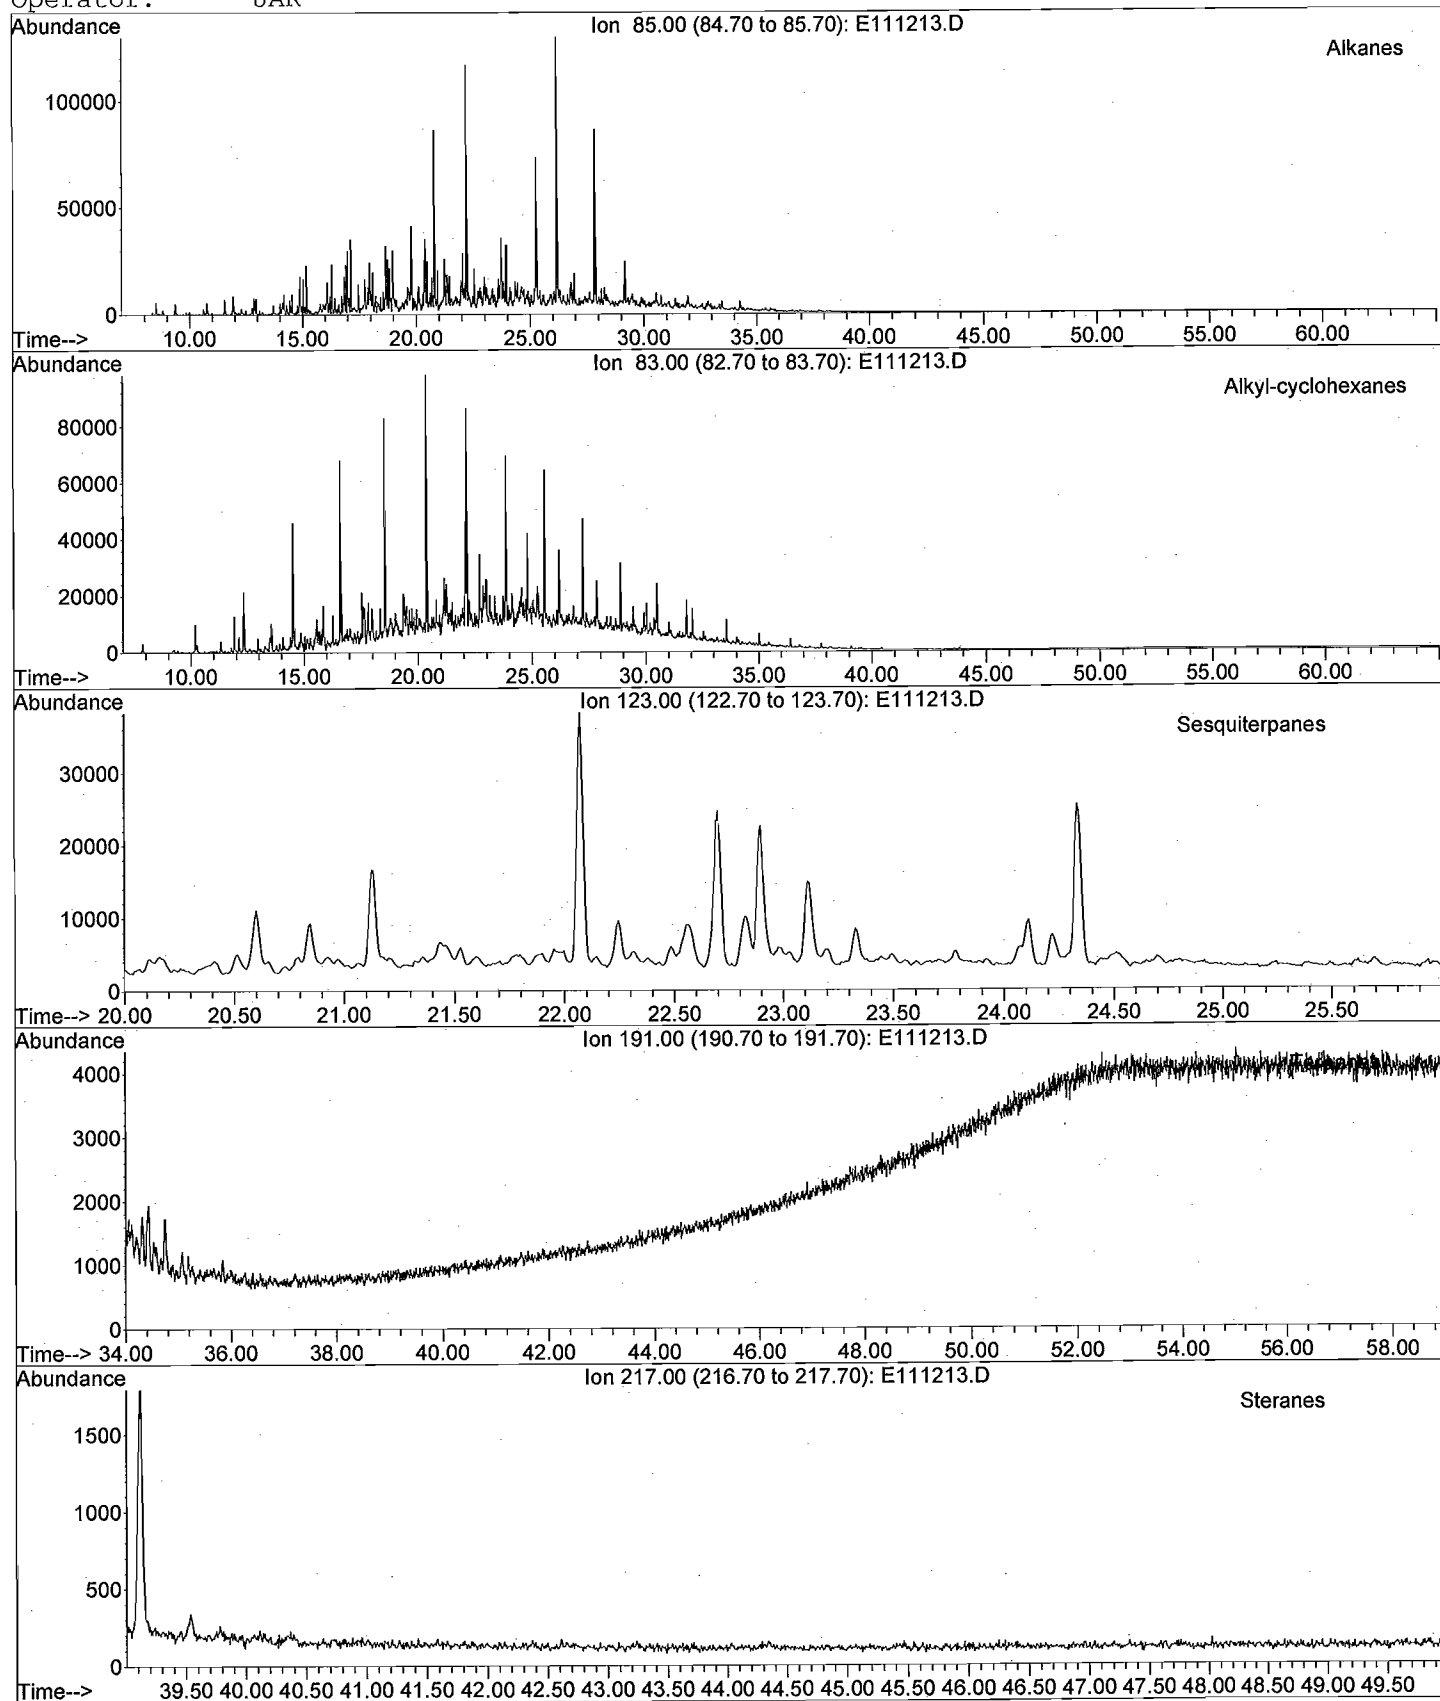 Abundance
Ion 85.00 (84.70 to 85.70): E111213.D
Alkanes
100000
50000
0
Time--> 10.00 15.00 20.00 25.00 30.00 35.00 40.00 45.00 50.00 55.00 60.00
Abundance
Ion 83.00 (82.70 to 83.70): E111213.D
Alkyl-cyclohexanes
80000
60000
40000
20000
0
Time--> 10.00 15.00 20.00 25.00 30.00 35.00 40.00 45.00 50.00 55.00 60.00
Abundance
Ion 123.00 (122.70 to 123.70): E111213.D
Sesquiterpanes
30000
20000
10000
0
Time--> 20.00 20.50 21.00 21.50 22.00 22.50 23.00 23.50 24.00 24.50 25.00 25.50
Abundance
Ion 191.00 (190.70 to 191.70): E111213.D
4000
3000
2000
1000
0
Time--> 34.00 36.00 38.00 40.00 42.00 44.00 46.00 48.00 50.00 52.00 54.00 56.00 58.00
Abundance
Ion 217.00 (216.70 to 217.70): E111213.D
Steranes
1500
1000
500
0
Time--> 39.50 40.00 40.50 41.00 41.50 42.00 42.50 43.00 43.50 44.00 44.50 45.00 45.50 46.00 46.50 47.00 47.50 48.00 48.50 49.00 49.50